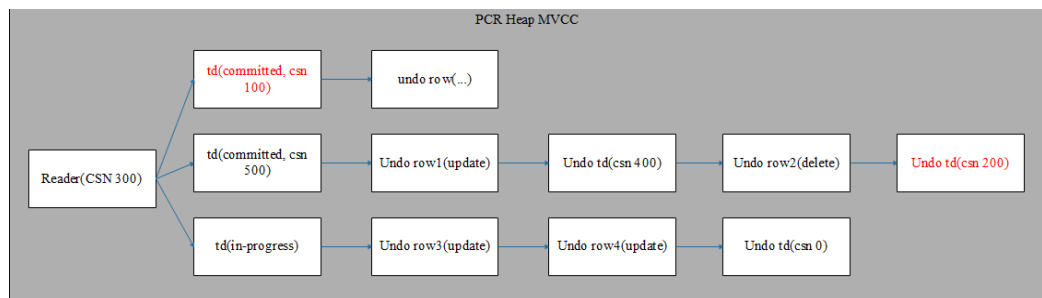 PCR Heap MVCC
td(committed, csn
100)
undo row(...)
Reader(CSN 300)
td(committed, csn
500)
Undo row1(update)
Undo td(csn 400)
Undo row2(delete)
Undo td(csn 200)
td(in-progress)
Undo row3(update)
Undo row4(update)
Undo td(csn 0)